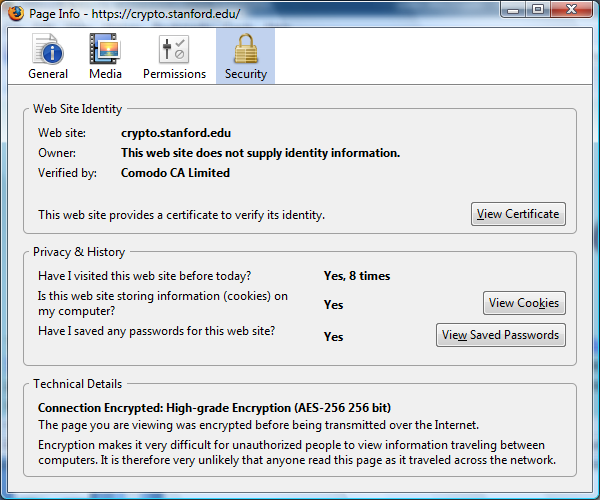 Page Info - https://crypto.stanford.edu/
General Media Permissions Security
Web Site Identity
Web site: crypto.stanford.edu
Owner: This web site does not supply identity information.
Verified by: Comodo CA Limited
This web site provides a certificate to verify its identity. View Certificate
Privacy & History
Have I visited this web site before today? Yes, 8 times
Is this web site storing information (cookies) on
my computer? Yes View Cookies
Have I saved any passwords for this web site? Yes View Saved Passwords
Technical Details
Connection Encrypted: High-grade Encryption (AES-256 256 bit)
The page you are viewing was encrypted before being transmitted over the Internet.
Encryption makes it very difficult for unauthorized people to view information traveling between
computers. It is therefore very unlikely that anyone read this page as it traveled across the network.